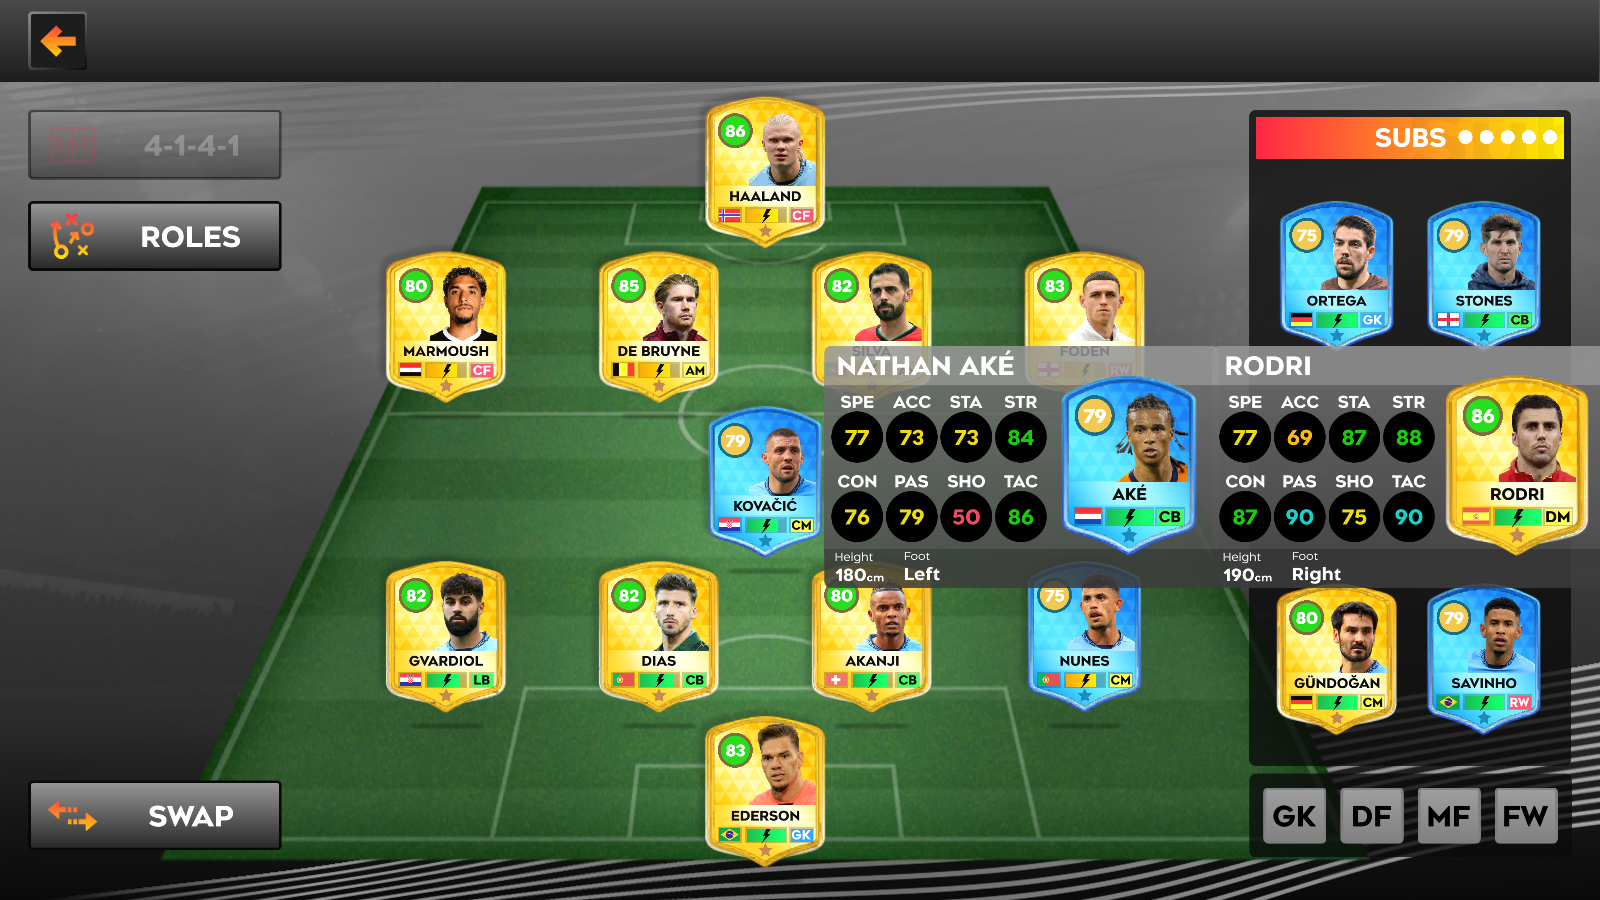 4-1-4-1
ROLES
SWAP
86
HAALAND
CF
80
MARMOUSH
CF
85
DE BRUYNE
AM
82
SILVA
83
FODEN
RW
79
KOVAČIĆ
CM
82
GVARDIOL
LB
82
DIAS
CB
80
AKANJI
CB
75
NUNES
CM
83
EDERSON
GK
SUBS
75
ORTEGA
GK
79
STONES
CB
NATHAN AKÉ
SPE ACC STA STR
77 73 73 84
CON PAS SHO TAC
76 79 50 86
Height Foot
180cm Left
79
AKÉ
CB
RODRI
SPE ACC STA STR
77 69 87 88
CON PAS SHO TAC
87 90 75 90
Height Foot
190cm Right
86
RODRI
DM
80
GÜNDOĞAN
CM
79
SAVINHO
RW
GK DF MF FW